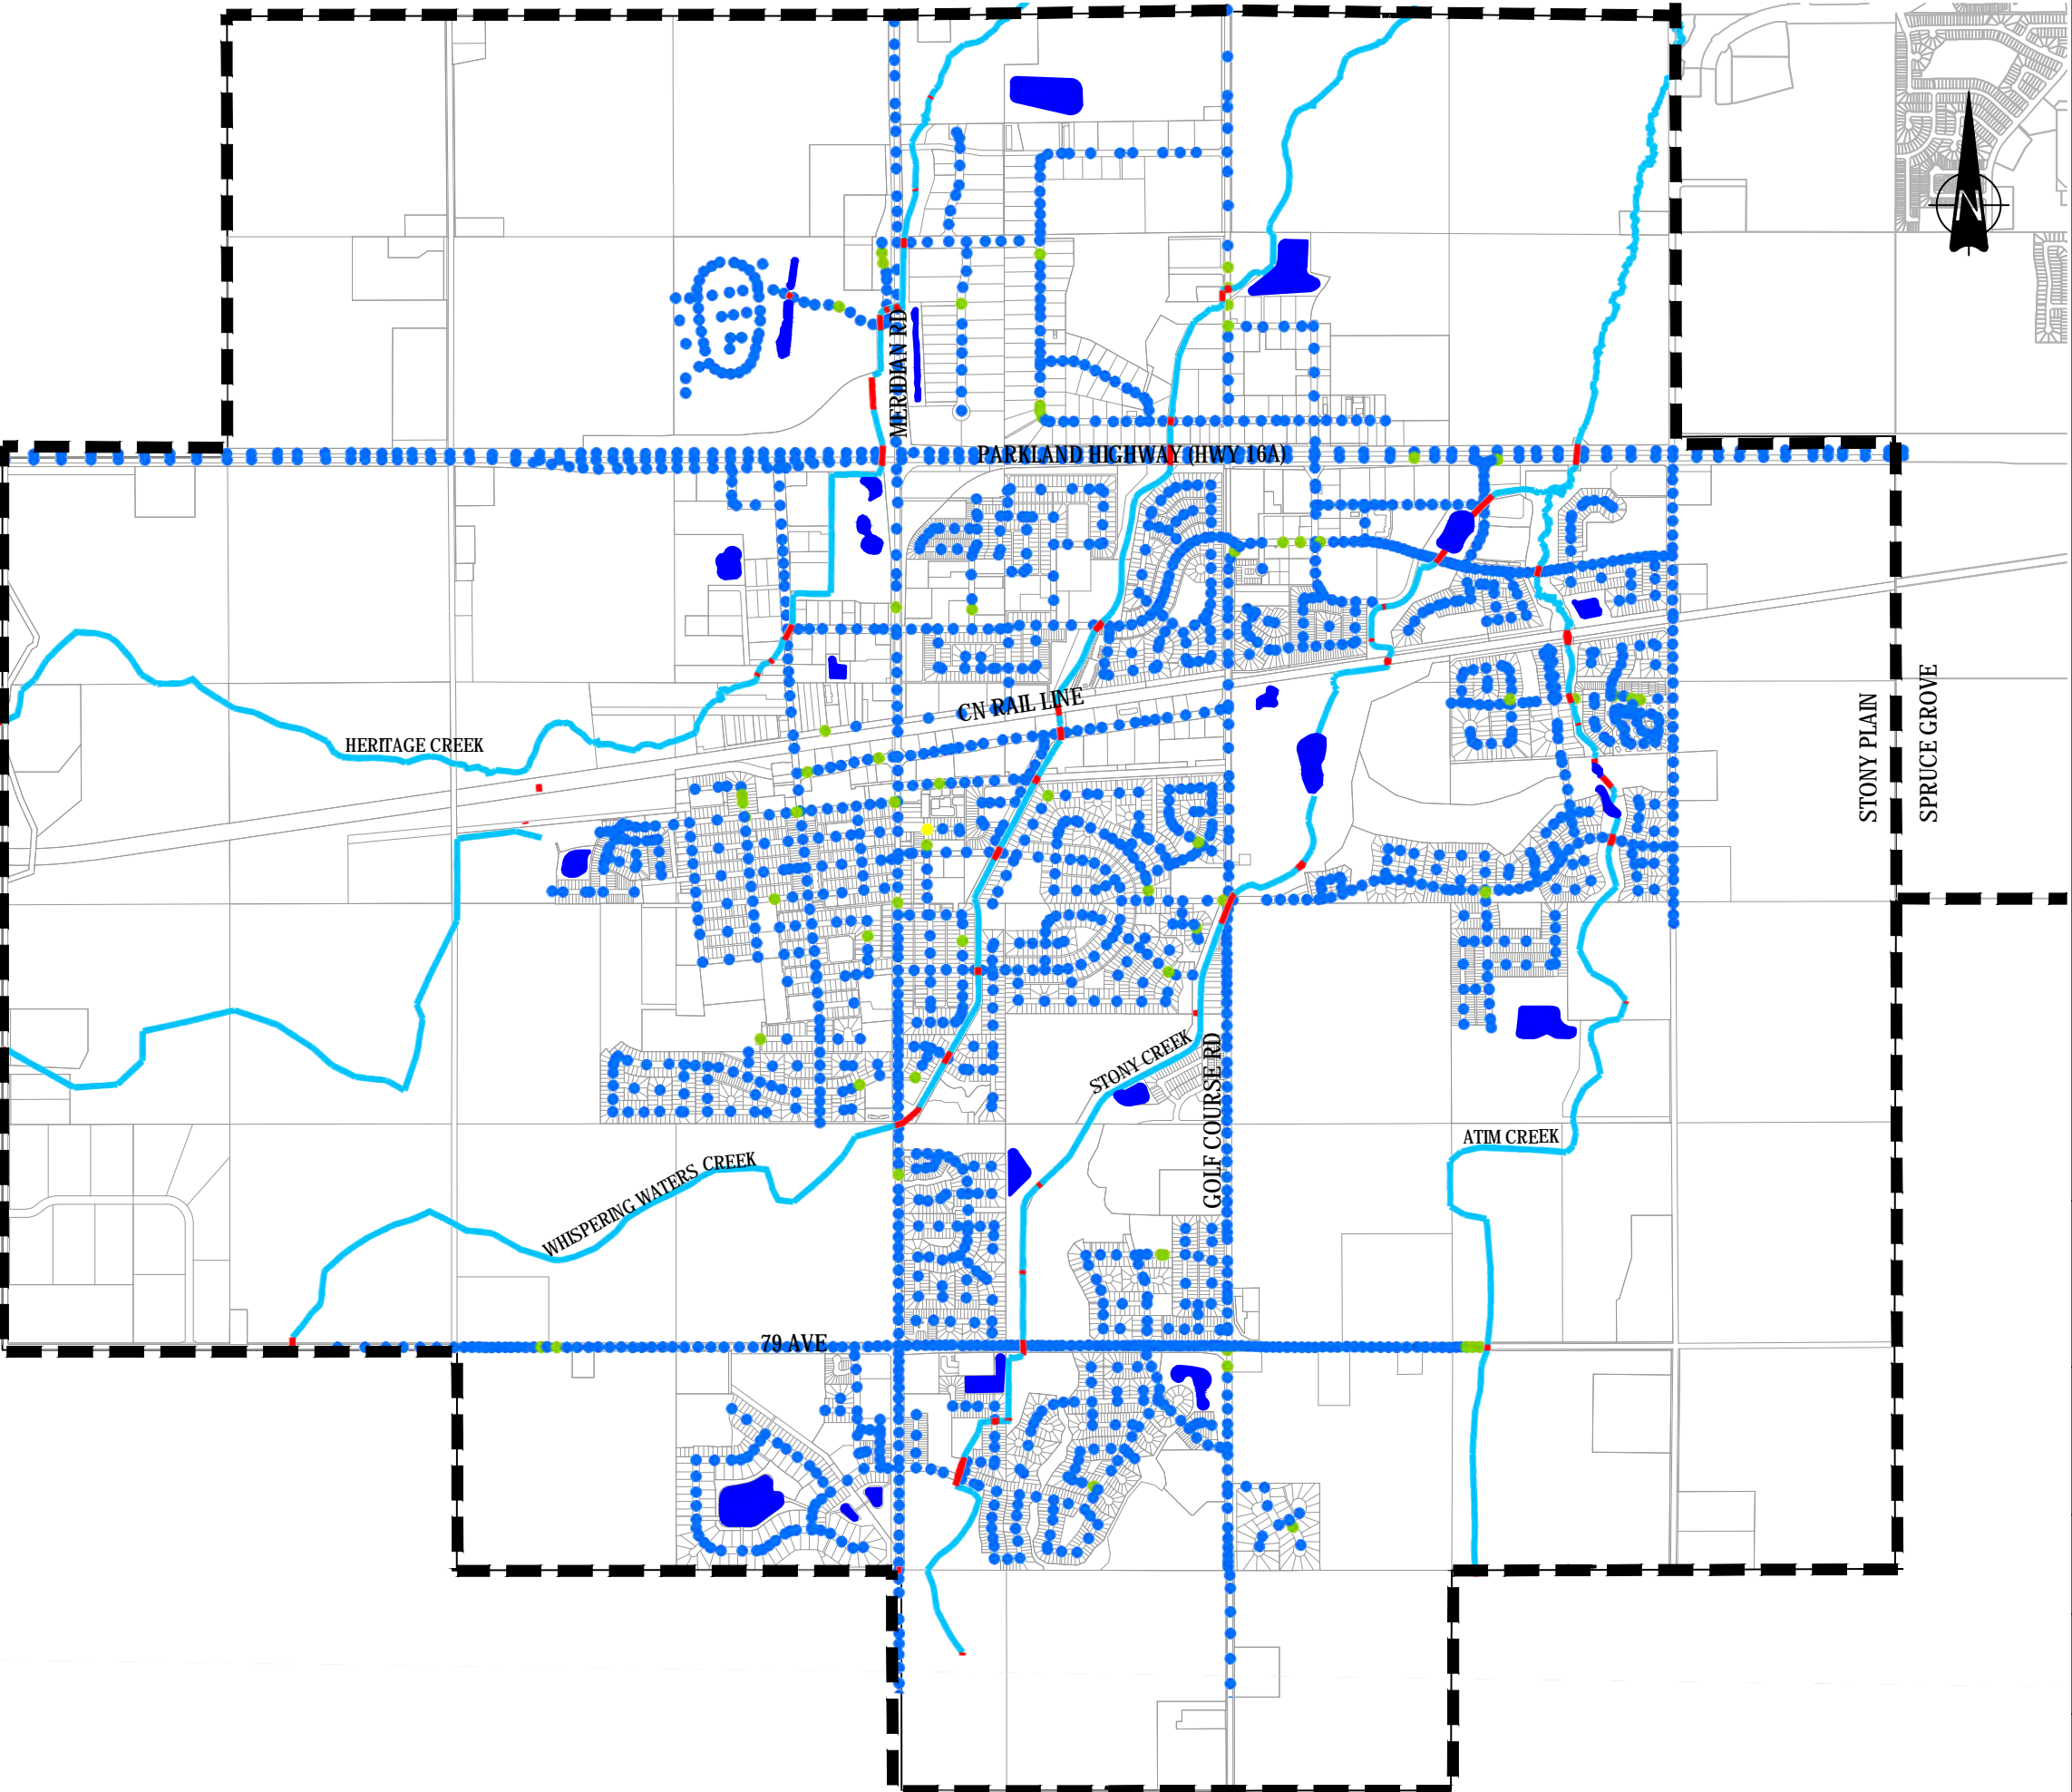 N
MERIDIAN RD
PARKLAND HIGHWAY (HWY 16A)
CN RAIL LINE
HERITAGE CREEK
STONY PLAIN
SPRUCE GROVE
STONY CREEK
GOLF COURSE RD
ATIM CREEK
WHISPERING WATERS CREEK
79 AVE